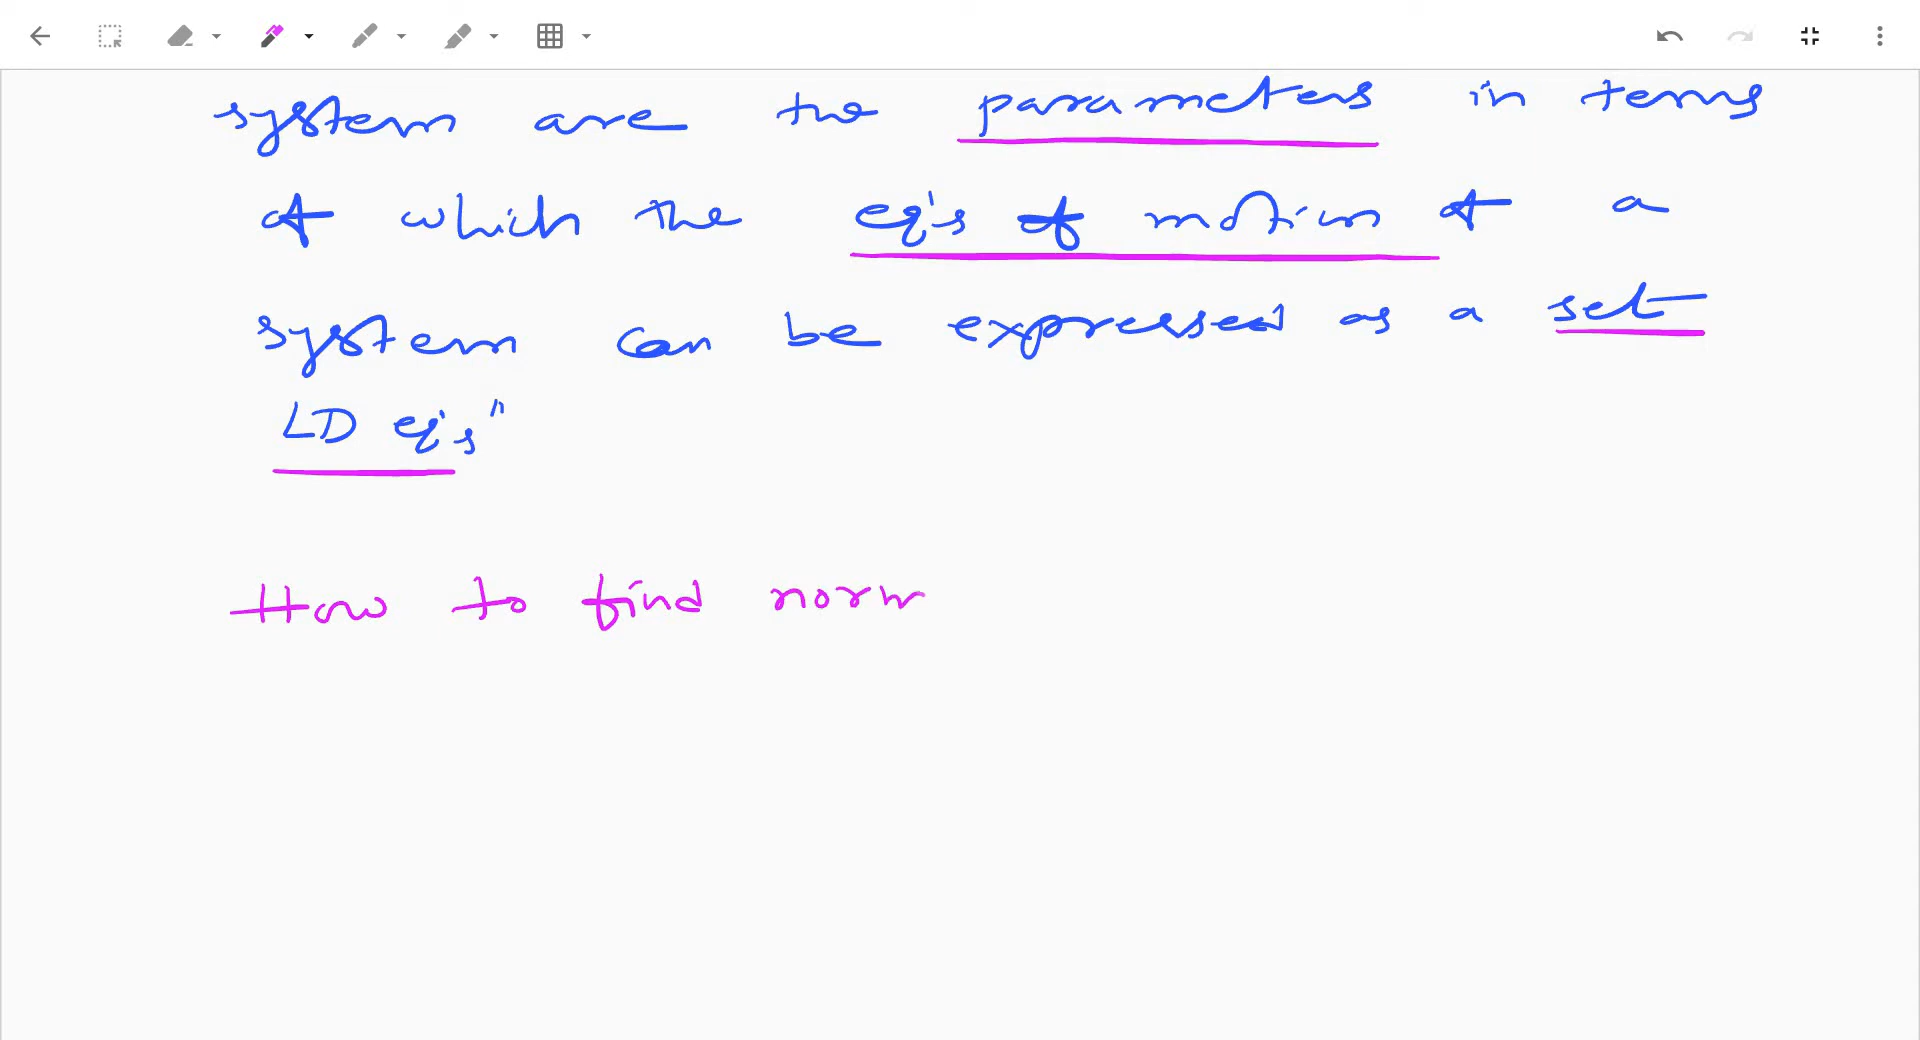 system are the parameters in terms
of which the eq's of motion of a
system can be expressed as a set
LD eq's"
How to find norm